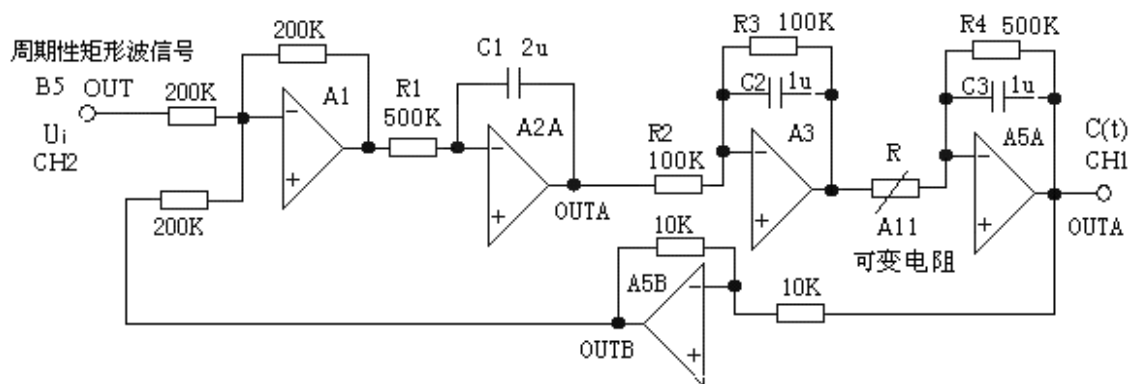 周期性矩形波信号
B5 OUT
Ui
CH2
200K
200K
200K
A1
R1
500K
C1 2u
A2A
OUTA
R2
100K
R3 100K
C2 1u
A3
R
A11
可变电阻
R4 500K
C3 1u
A5A
C(t)
CH1
OUTA
10K
A5B
10K
OUTB